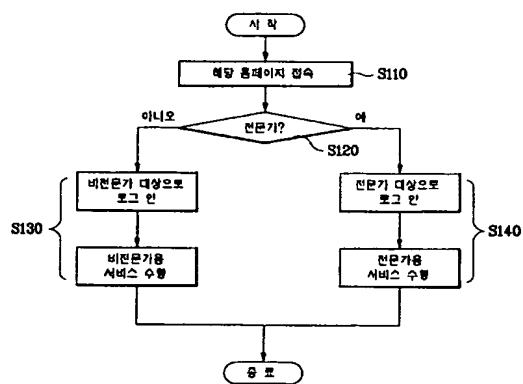 시 작
해당 홈페이지 접속
S110
아니오
예
전문가?
S120
비전문가 대상으로
로그 인
전문가 대상으로
로그 인
S130
S140
비전문가용
서비스 수행
전문가용
서비스 수행
종 료